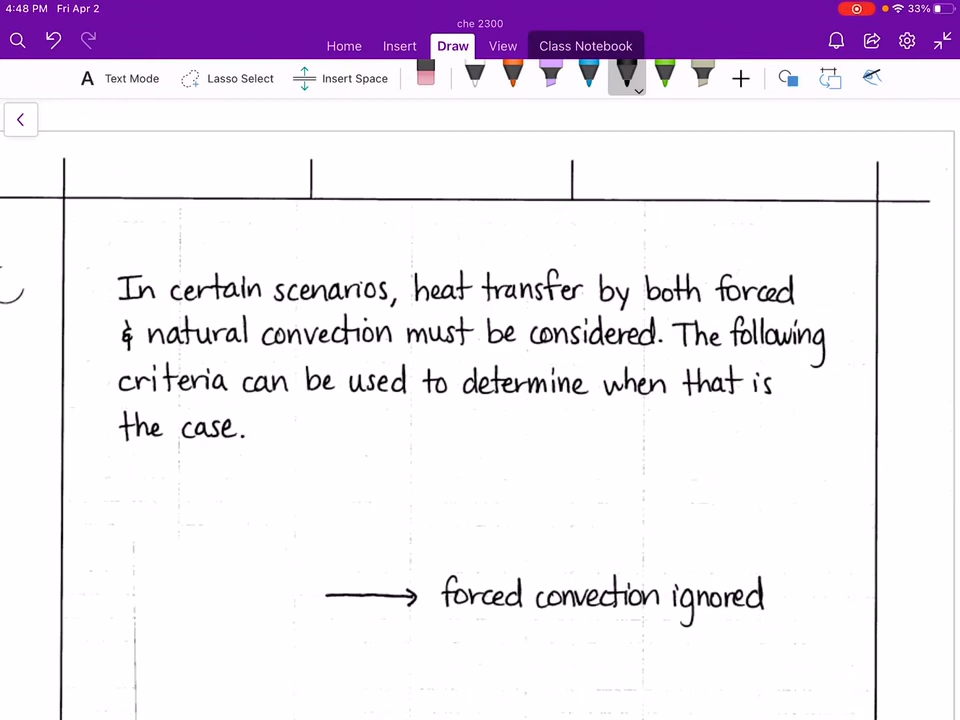 4:48 PM Fri Apr 2
33%
che 2300
Home Insert Draw View Class Notebook
A Text Mode Lasso Select Insert Space
In certain scenarios, heat transfer by both forced
& natural convection must be considered. The following
criteria can be used to determine when that is
the case.
→ forced convection ignored